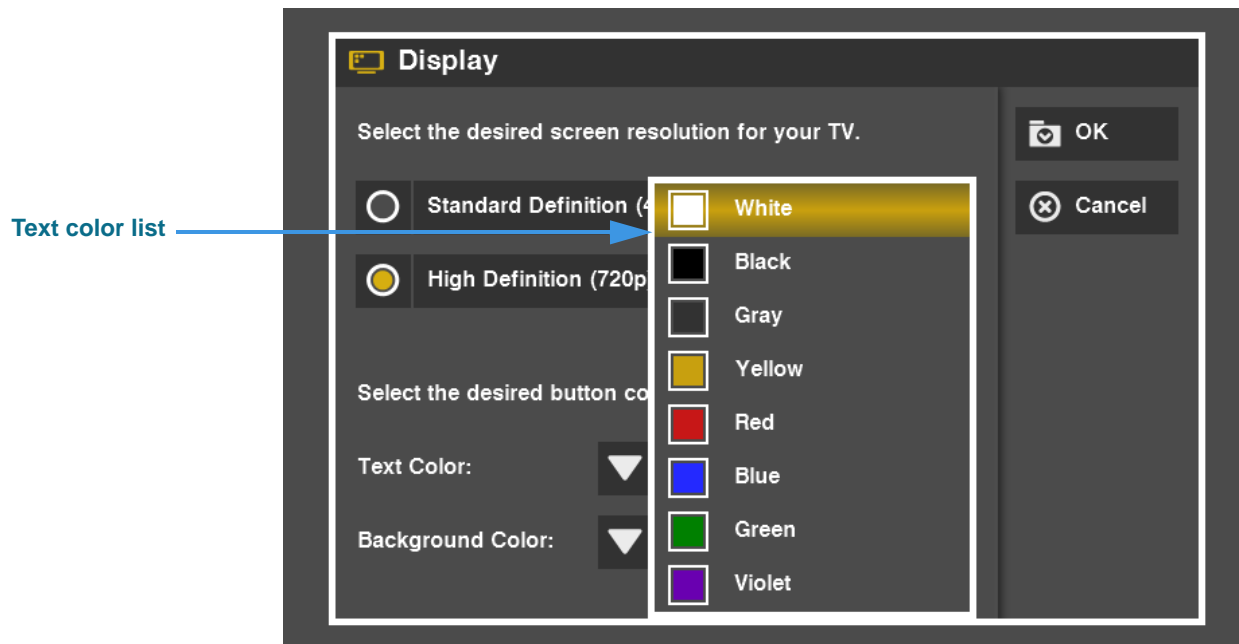 Display
Select the desired screen resolution for your TV.
OK
Standard Definition (4
White
Cancel
Text color list
Black
High Definition (720p)
Gray
Yellow
Select the desired button co
Red
Text Color:
Blue
Green
Background Color:
Violet